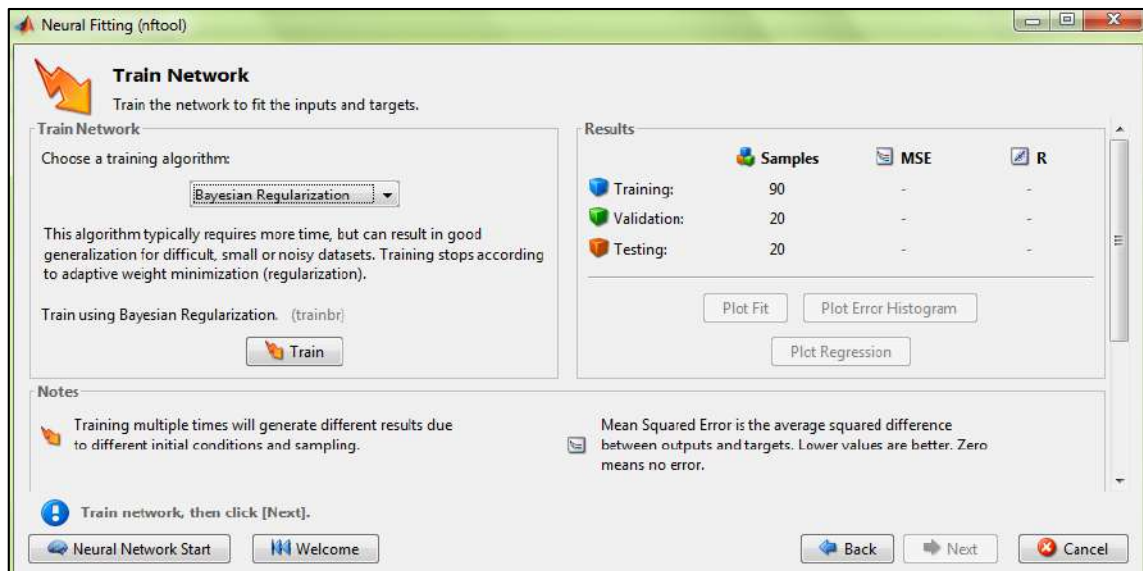 Neural Fitting (nftool)
Train Network
Train the network to fit the inputs and targets.
Train Network
Choose a training algorithm:
Bayesian Regularization
This algorithm typically requires more time, but can result in good
generalization for difficult, small or noisy datasets. Training stops according
to adaptive weight minimization (regularization).
Train using Bayesian Regularization. (trainbr)
Train
Results
Samples MSE R
Training: 90 - -
Validation: 20 - -
Testing: 20 - -
Plot Fit Plot Error Histogram
Plot Regression
Notes
Training multiple times will generate different results due
to different initial conditions and sampling.
Mean Squared Error is the average squared difference
between outputs and targets. Lower values are better. Zero
means no error.
Train network, then click [Next].
Neural Network Start Welcome Back Next Cancel